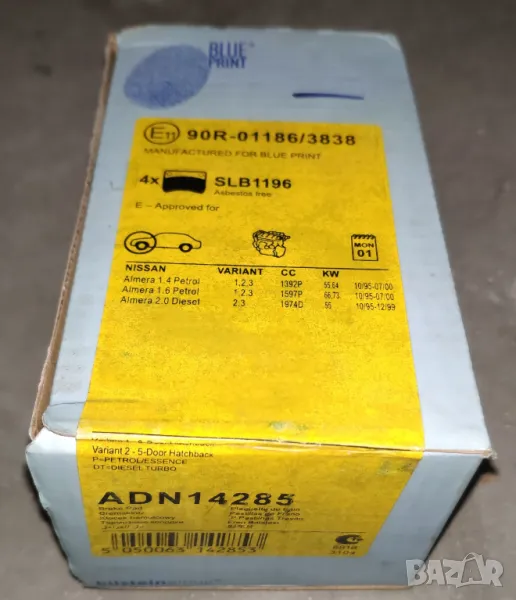 BLUE
PRINT
E11 90R-01186/3838
MANUFACTURED FOR BLUE PRINT
4x SLB1196
Asbestos free
E - Approved for
MON
01
NISSAN VARIANT CC KW
Almera 1.4 Petrol 1,2,3 1392P 55,64 10/95-07/00
Almera 1.6 Petrol 1,2,3 1597P 66,73 10/95-07/00
Almera 2.0 Diesel 2,3 1974D 55 10/95-12/99
Variant 2 - 5-Door Hatchback
P=PETROL/ESSENCE
DT=DIESEL TURBO
ADN14285
Brake Pad
5 050063 142853
BAZAR
bg